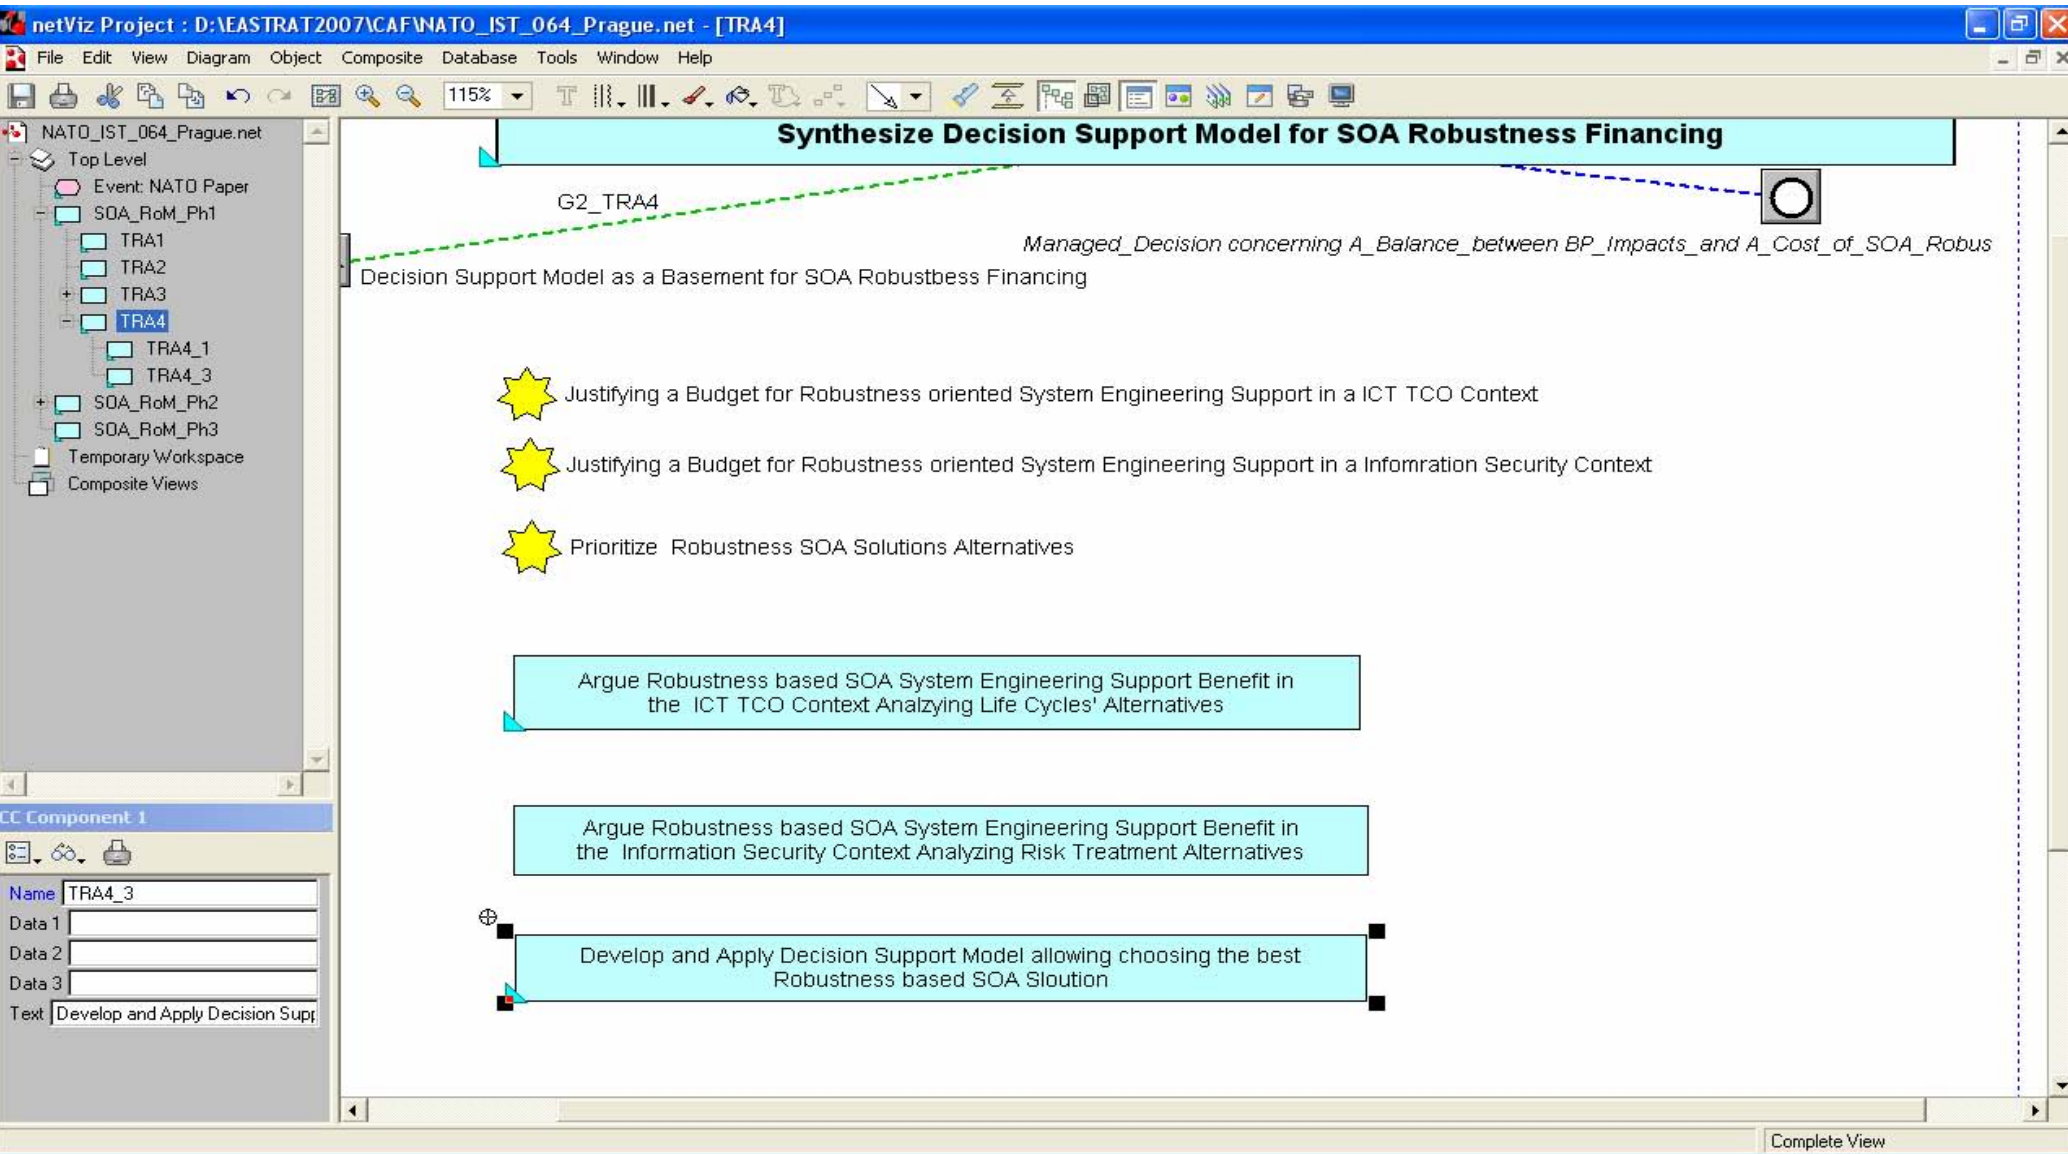 netViz Project : D:\EASTRAT2007\CAF\NATO_IST_064_Prague.net - [TRA4]
File Edit View Diagram Object Composite Database Tools Window Help
115%
NATO_IST_064_Prague.net
Top Level
Event: NATO Paper
SOA_RoM_Ph1
TRA1
TRA2
TRA3
TRA4
TRA4_1
TRA4_3
SOA_RoM_Ph2
SOA_RoM_Ph3
Temporary Workspace
Composite Views
CC Component 1
Name TRA4_3
Data 1
Data 2
Data 3
Text Develop and Apply Decision Supp
Synthesize Decision Support Model for SOA Robustness Financing
G2_TRA4
Managed_Decision concerning A_Balance_between BP_Impacts_and A_Cost_of_SOA_Robus
Decision Support Model as a Basement for SOA Robustbess Financing
Justifying a Budget for Robustness oriented System Engineering Support in a ICT TCO Context
Justifying a Budget for Robustness oriented System Engineering Support in a Infomration Security Context
Prioritize Robustness SOA Solutions Alternatives
Argue Robustness based SOA System Engineering Support Benefit in
the ICT TCO Context Analzying Life Cycles' Alternatives
Argue Robustness based SOA System Engineering Support Benefit in
the Information Security Context Analyzing Risk Treatment Alternatives
Develop and Apply Decision Support Model allowing choosing the best
Robustness based SOA Sloution
Complete View